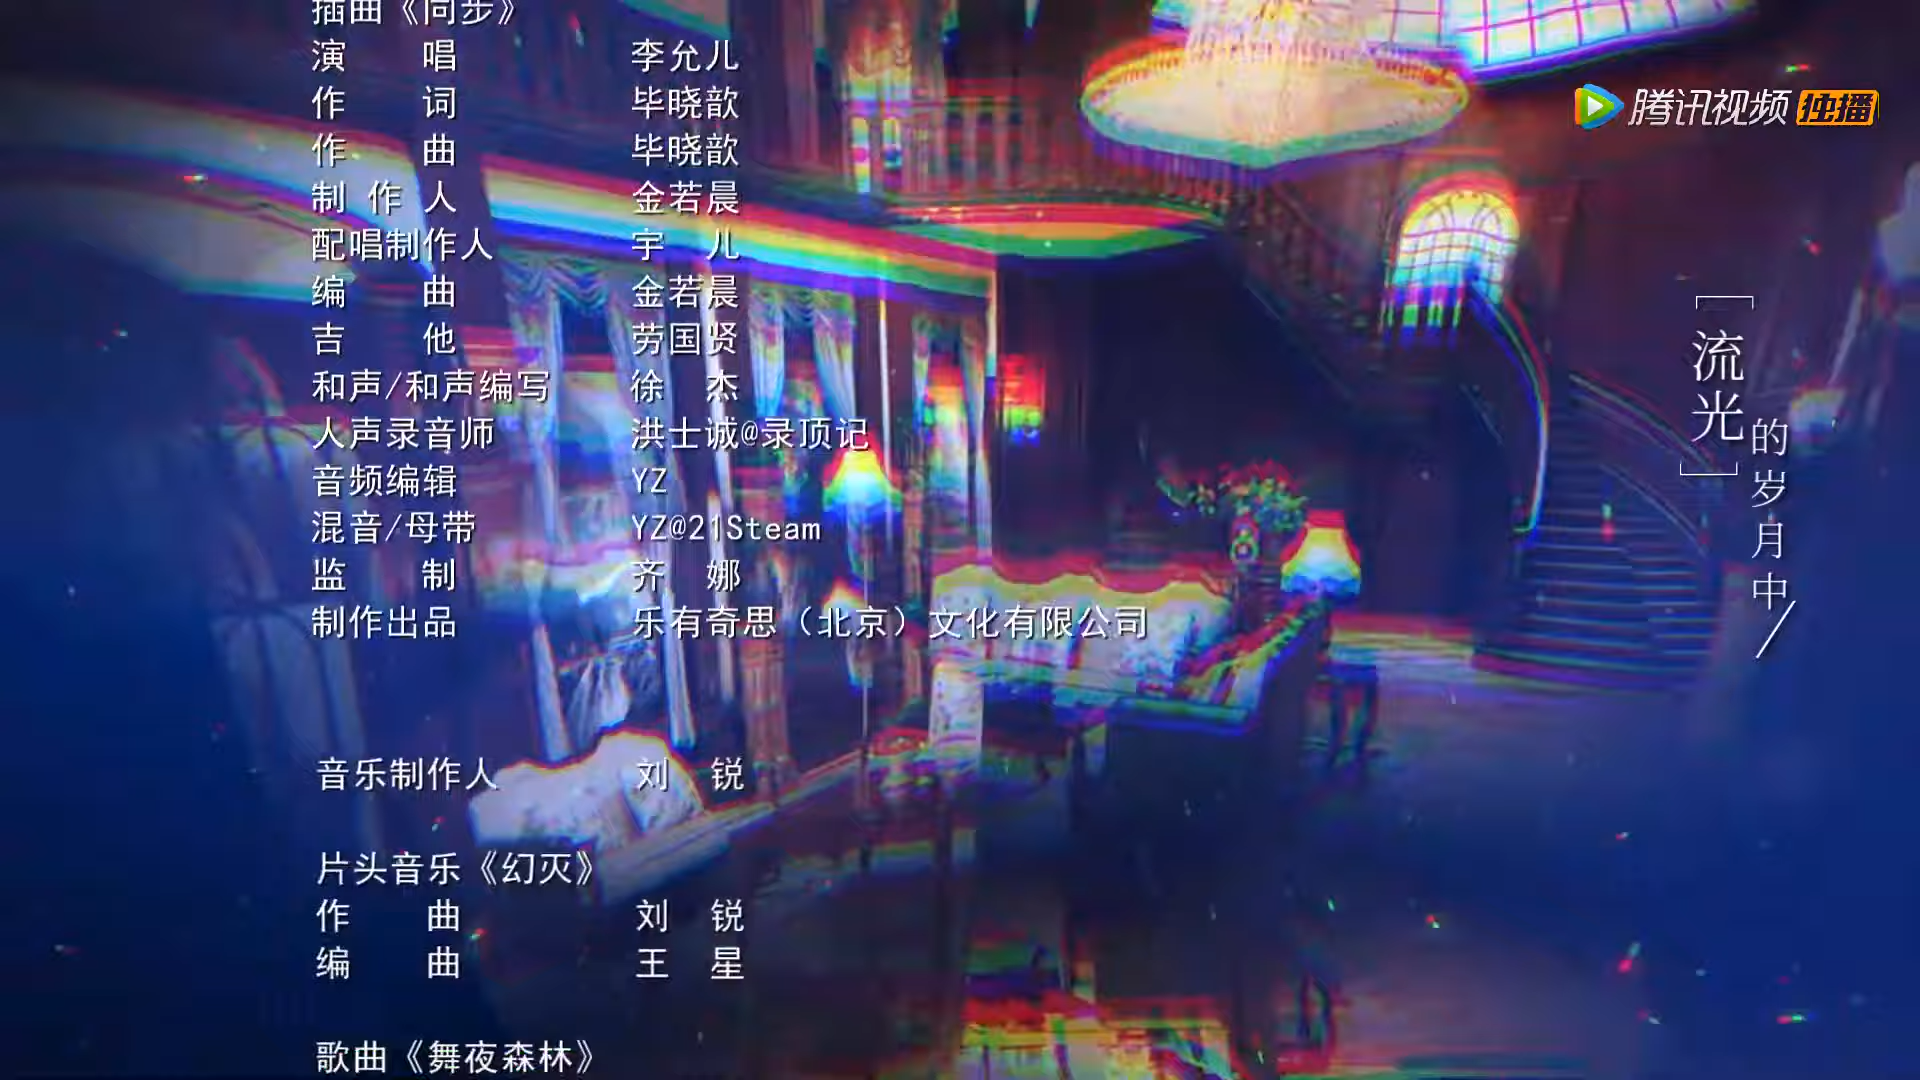 插曲《同步》
演 唱 李允儿
作 词 毕晓歆
作 曲 毕晓歆
制 作 人 金若晨
配唱制作人 宇 儿
编 曲 金若晨
吉 他 劳国贤
和声/和声编写 徐 杰
人声录音师 洪士诚@录顶记
音频编辑 YZ
混音/母带 YZ@21Steam
监 制 齐 娜
制作出品 乐有奇思（北京）文化有限公司
音乐制作人 刘 锐
片头音乐《幻灭》
作 曲 刘 锐
编 曲 王 星
歌曲《舞夜森林》
腾讯视频 独播
流光
的岁月中